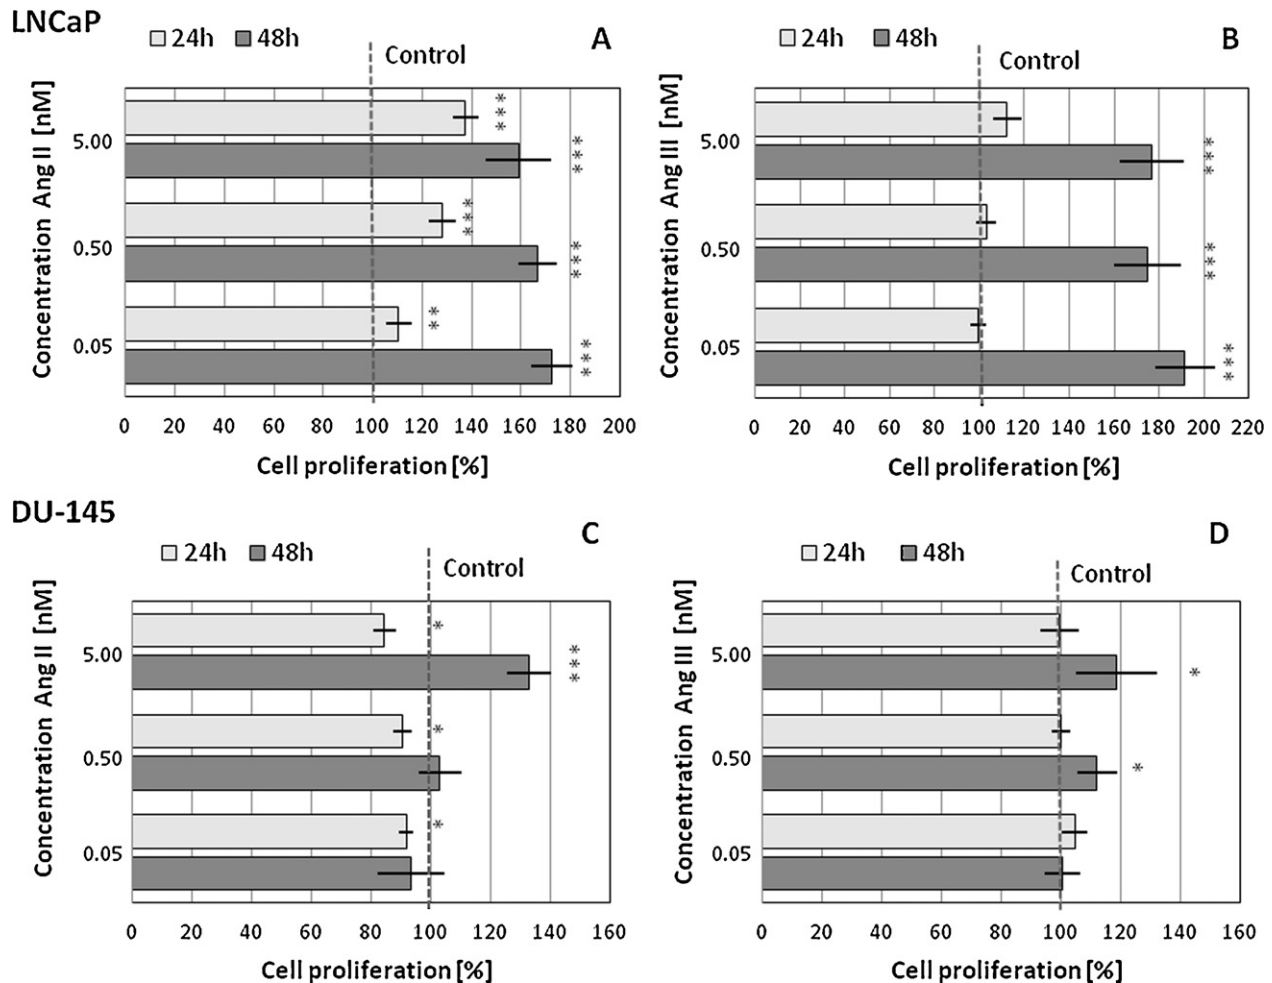 LNCaP
24h 48h
A
Control
Concentration Ang II [nM]
5.00
***
***
0.50
***
***
0.05
**
***
0 20 40 60 80 100 120 140 160 180 200
Cell proliferation [%]
24h 48h
B
Control
Concentration Ang III [nM]
5.00
***
0.50
***
0.05
***
0 20 40 60 80 100 120 140 160 180 200 220
Cell proliferation [%]
DU-145
24h 48h
C
Control
Concentration Ang II [nM]
5.00
*
***
0.50
*
0.05
*
0 20 40 60 80 100 120 140 160
Cell proliferation [%]
24h 48h
D
Control
Concentration Ang III [nM]
5.00
*
0.50
*
0.05
0 20 40 60 80 100 120 140 160
Cell proliferation [%]